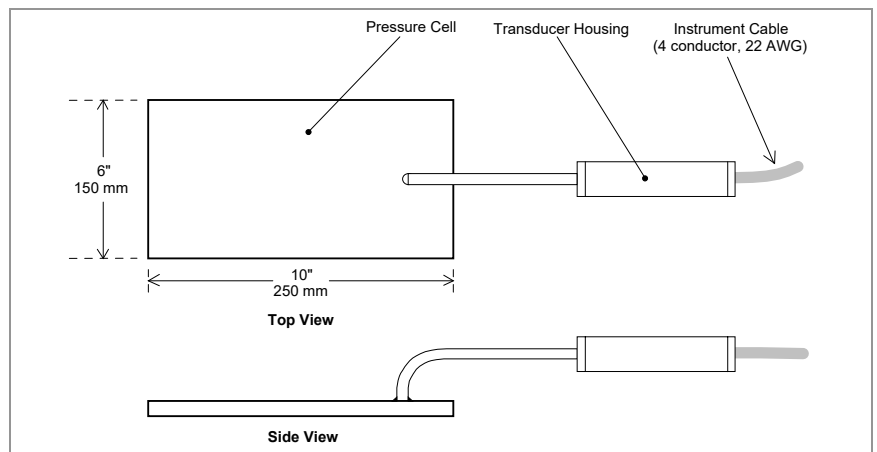 Pressure Cell
Transducer Housing
Instrument Cable
(4 conductor, 22 AWG)
6"
150 mm
10"
250 mm
Top View
Side View